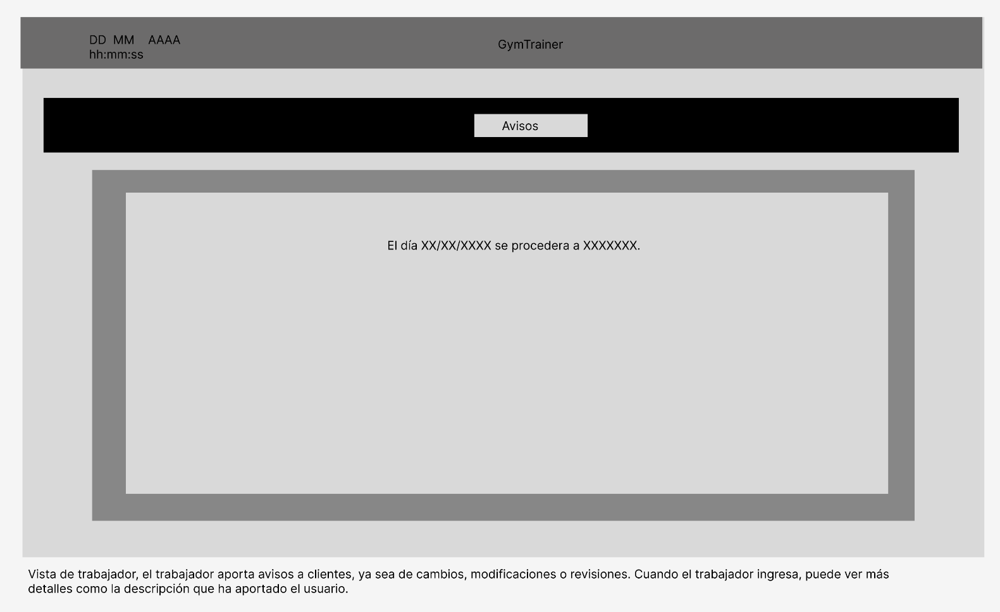 DD  MM    AAAA
hh:mm:ss
GymTrainer
Avisos
El día XX/XX/XXXX se procedera a XXXXXXX.
Vista de trabajador, el trabajador aporta avisos a clientes, ya sea de cambios, modificaciones o revisiones. Cuando el trabajador ingresa, puede ver más
detalles como la descripción que ha aportado el usuario.